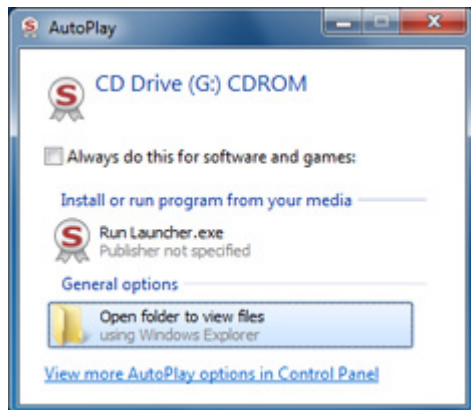 S AutoPlay
S CD Drive (G:) CDROM
Always do this for software and games:
Install or run program from your media
S Run Launcher.exe
Publisher not specified
General options
Open folder to view files
using Windows Explorer
View more AutoPlay options in Control Panel